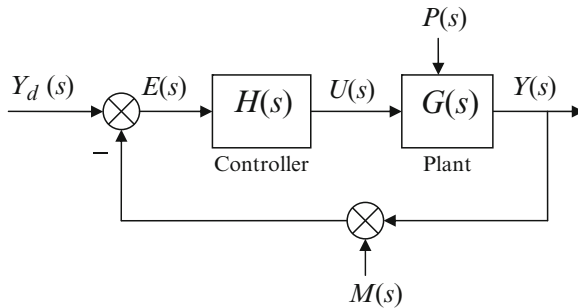 P(s)
Y_d (s)
E(s)
H(s)
U(s)
G(s)
Y(s)
−
Controller
Plant
M(s)